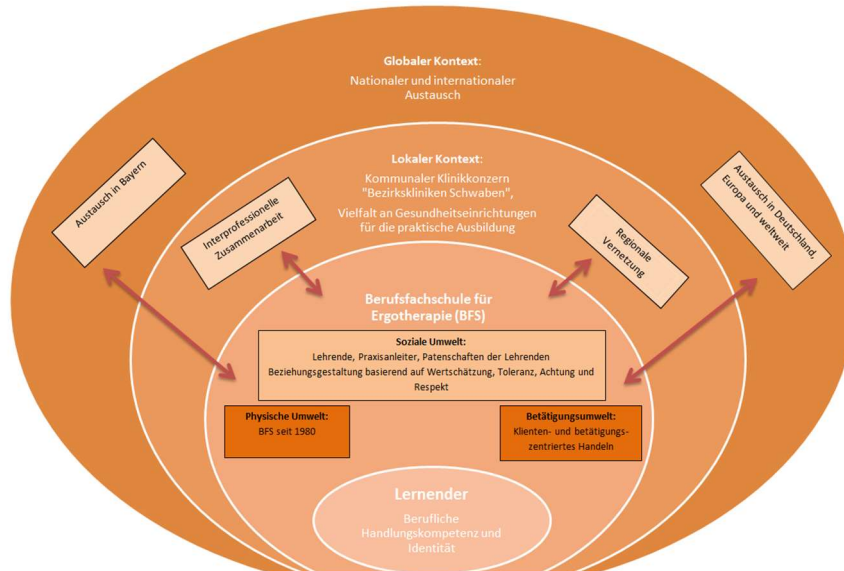 Globaler Kontext:
Nationaler und internationaler
Austausch
Lokaler Kontext:
Kommunaler Klinikkonzern
"Bezirkskliniken Schwaben",
Vielfalt an Gesundheitseinrichtungen
für die praktische Ausbildung
Austausch in Bayern
Interprofessionelle
Zusammenarbeit
Regionale
Vernetzung
Austausch in Deutschland,
Europa und weltweit
Berufsfachschule für
Ergotherapie (BFS)
Soziale Umwelt:
Lehrende, Praxisanleiter, Patenschaften der Lehrenden
Beziehungsgestaltung basierend auf Wertschätzung, Toleranz, Achtung und
Respekt
Physische Umwelt:
BFS seit 1980
Betätigungsumwelt:
Klienten- und betätigungs-
zentriertes Handeln
Lernender
Berufliche
Handlungskompetenz und
Identität